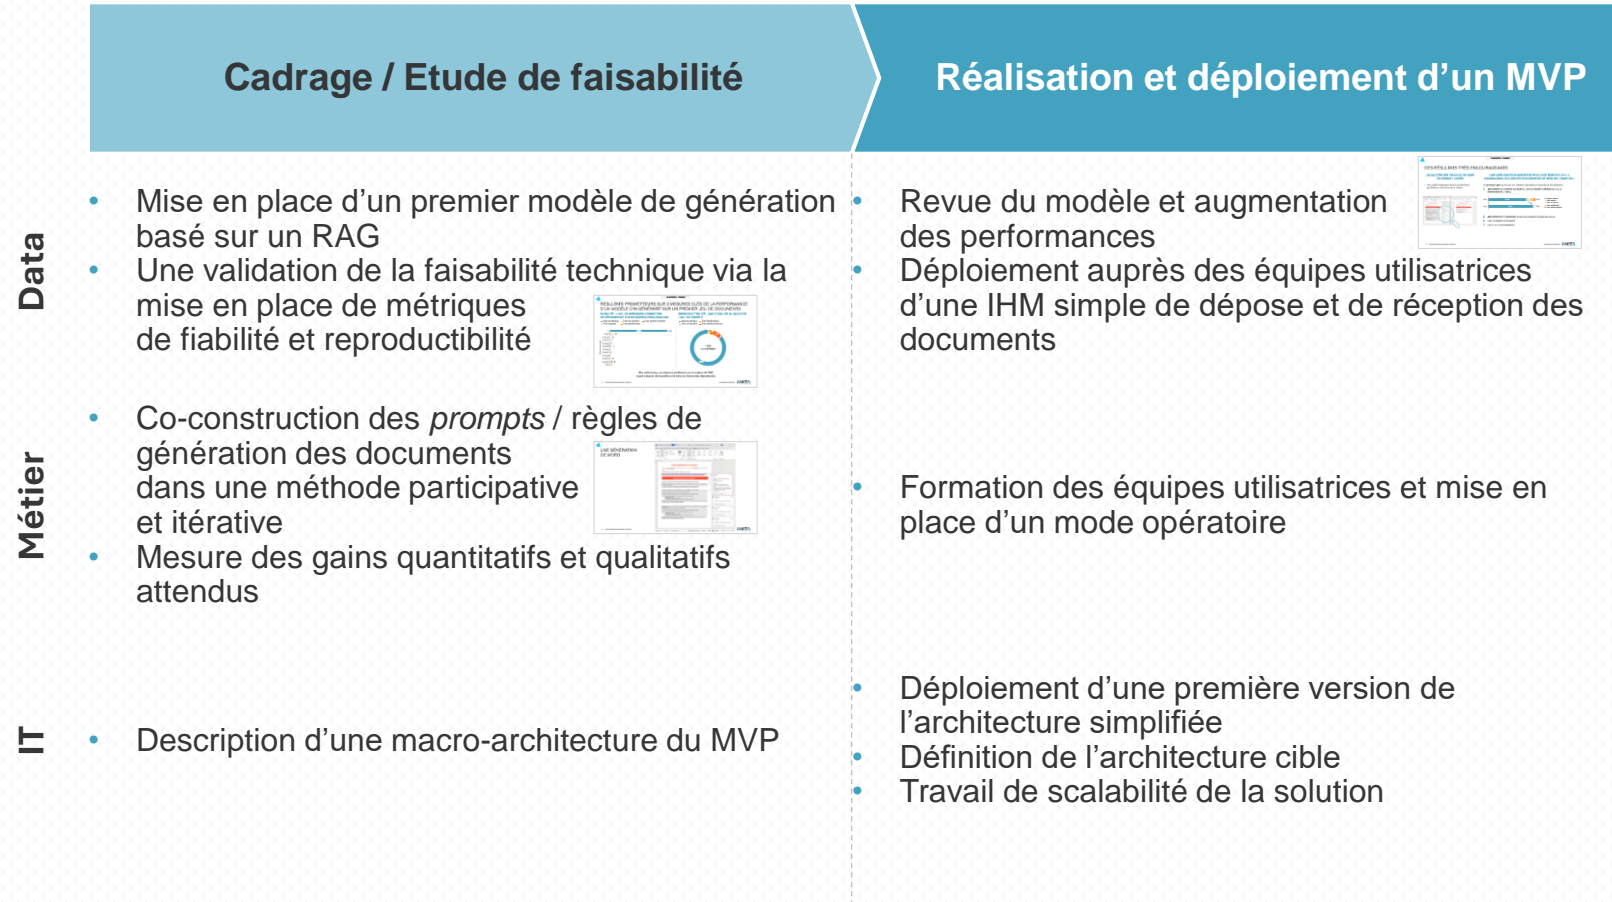 Cadrage / Etude de faisabilité
Réalisation et déploiement d’un MVP
Data
• Mise en place d’un premier modèle de génération
basé sur un RAG
• Une validation de la faisabilité technique via la
mise en place de métriques
de fiabilité et reproductibilité
• Revue du modèle et augmentation
des performances
• Déploiement auprès des équipes utilisatrices
d’une IHM simple de dépose et de réception des
documents
Métier
• Co-construction des prompts / règles de
génération des documents
dans une méthode participative
et itérative
• Mesure des gains quantitatifs et qualitatifs
attendus
UNE GÉNÉRATION
DE WORD
• Formation des équipes utilisatrices et mise en
place d’un mode opératoire
IT
• Description d’une macro-architecture du MVP
• Déploiement d’une première version de
l’architecture simplifiée
• Définition de l’architecture cible
• Travail de scalabilité de la solution